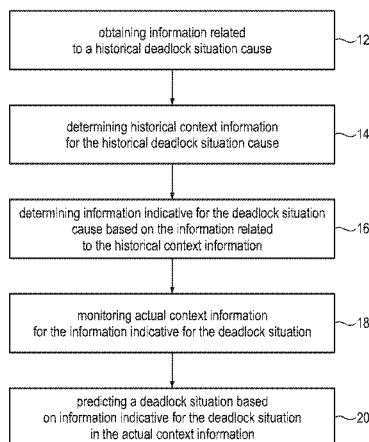 obtaining information related
to a historical deadlock situation cause
12
determining historical context information
for the historical deadlock situation cause
14
determining information indicative for the deadlock situation
cause based on the information related
to the historical context information
16
monitoring actual context information
for the information indicative for the deadlock situation
18
predicting a deadlock situation based
on information indicative for the deadlock situation
in the actual context information
20